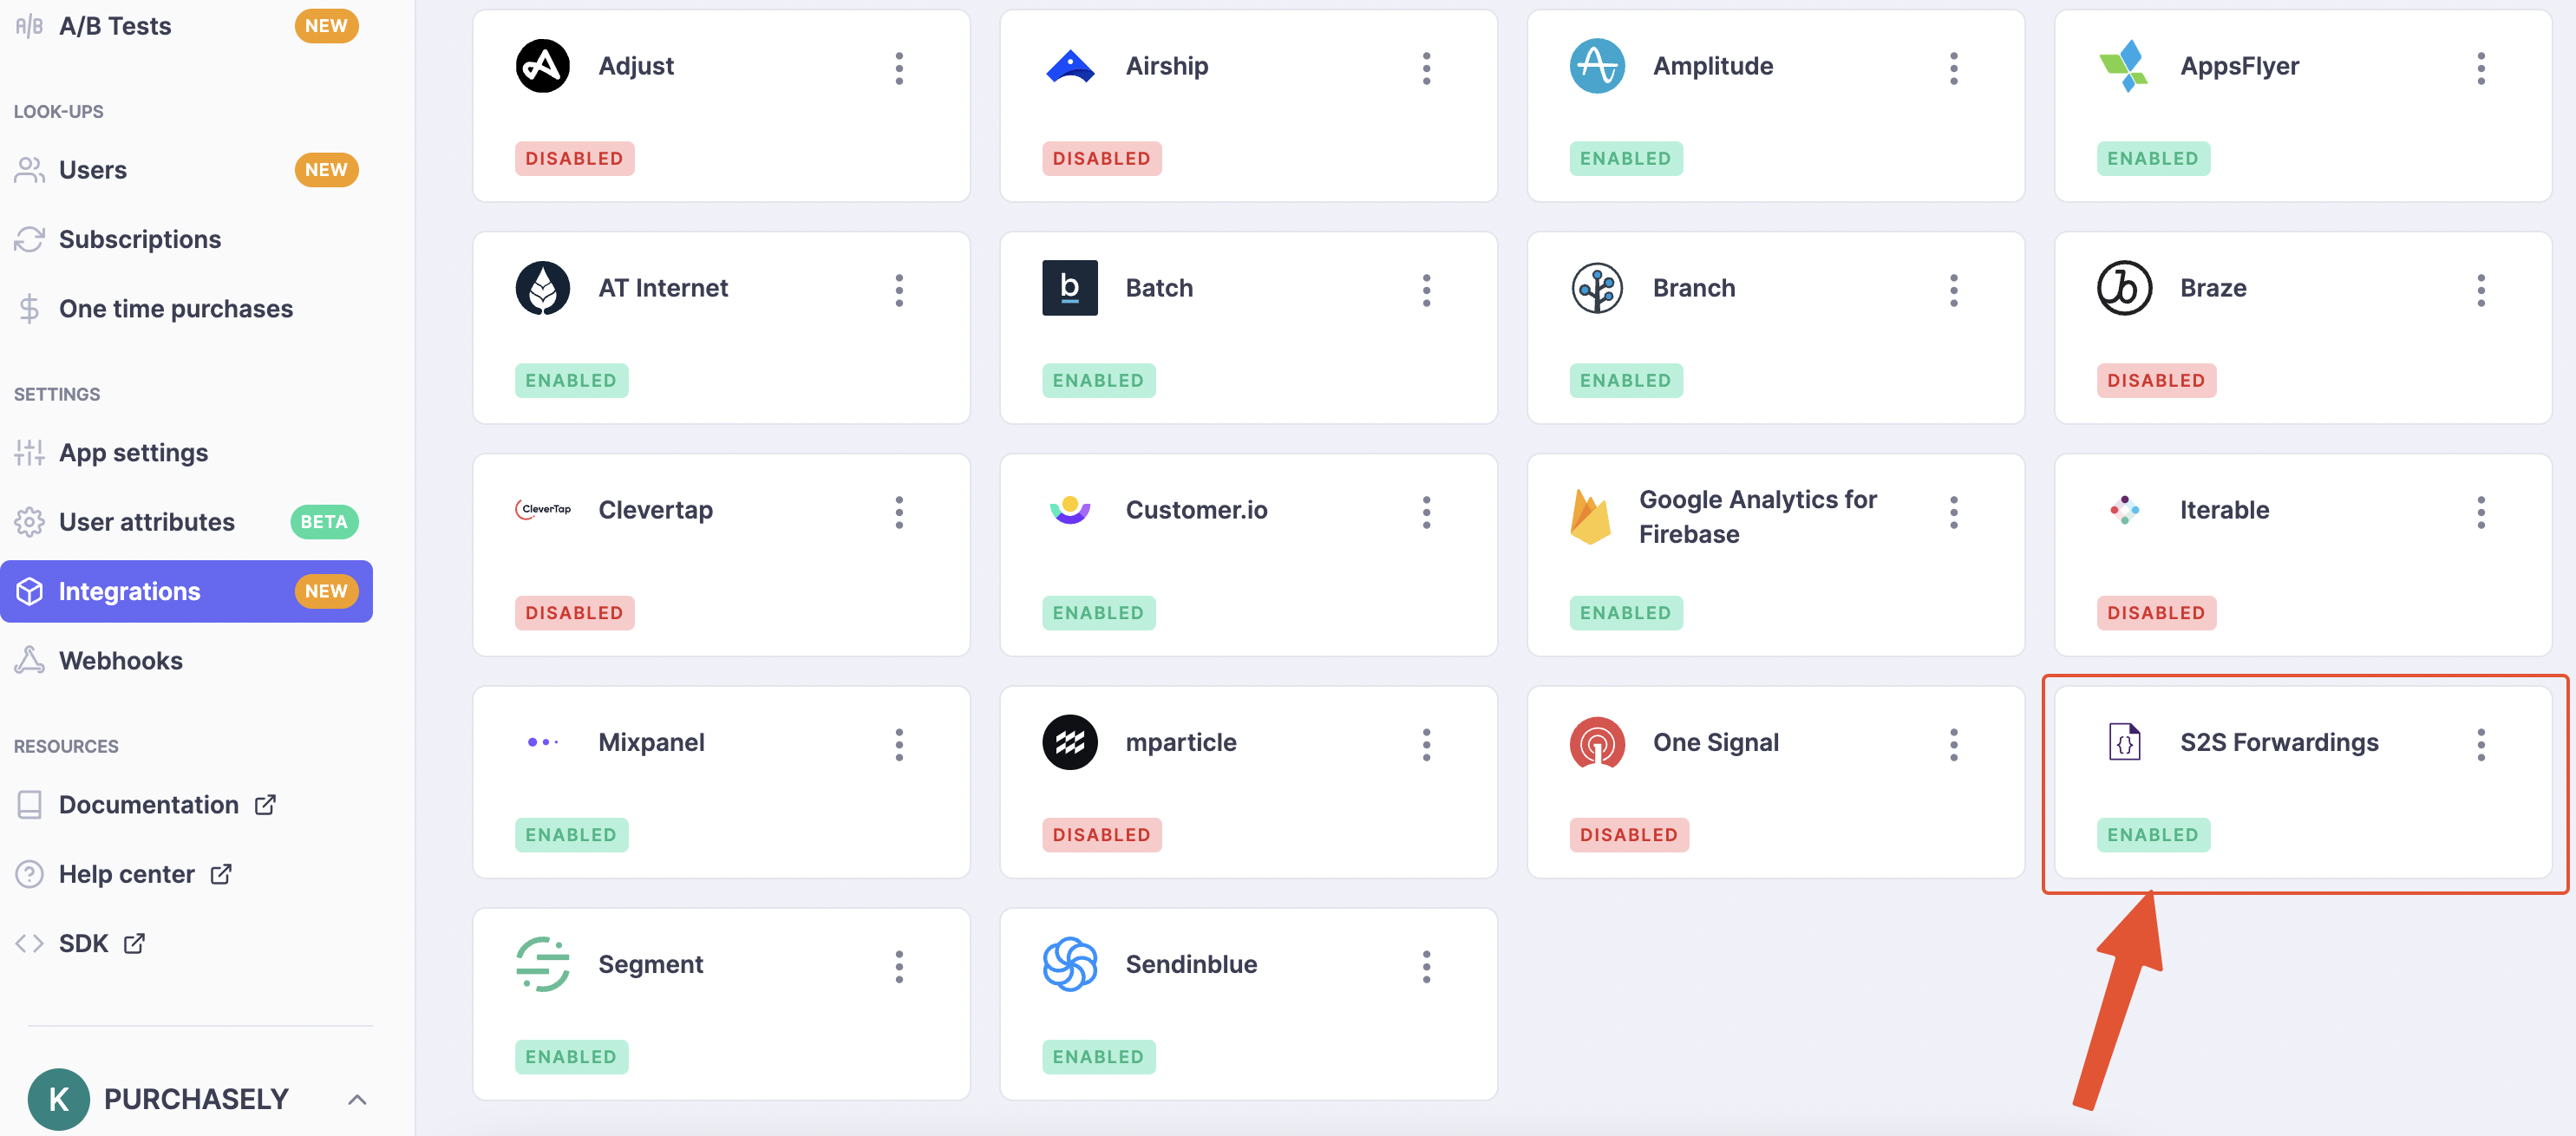 A/B A/B Tests NEW
LOOK-UPS
Users NEW
Subscriptions
One time purchases
SETTINGS
App settings
User attributes BETA
Integrations NEW
Webhooks
RESOURCES
Documentation
Help center
SDK
K PURCHASELY
Adjust
DISABLED
Airship
DISABLED
Amplitude
ENABLED
AppsFlyer
ENABLED
AT Internet
ENABLED
b Batch
ENABLED
Branch
ENABLED
b Braze
DISABLED
CleverTap Clevertap
DISABLED
Customer.io
ENABLED
Google Analytics for
Firebase
ENABLED
Iterable
DISABLED
Mixpanel
ENABLED
mparticle
DISABLED
One Signal
DISABLED
{} S2S Forwardings
ENABLED
Segment
ENABLED
Sendinblue
ENABLED